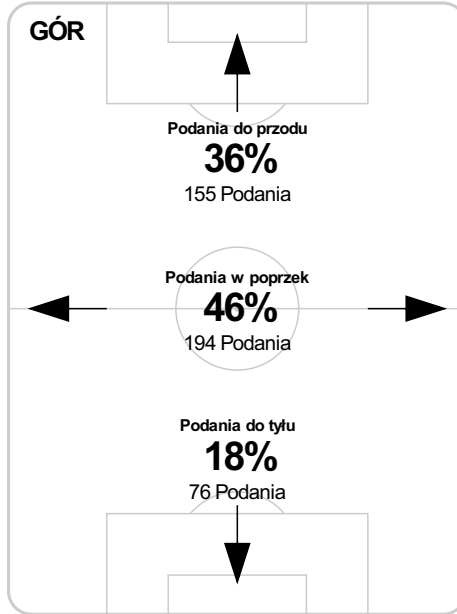 GÓR
Podania do przodu
36%
155 Podania
Podania w poprzek
46%
194 Podania
Podania do tyłu
18%
76 Podania